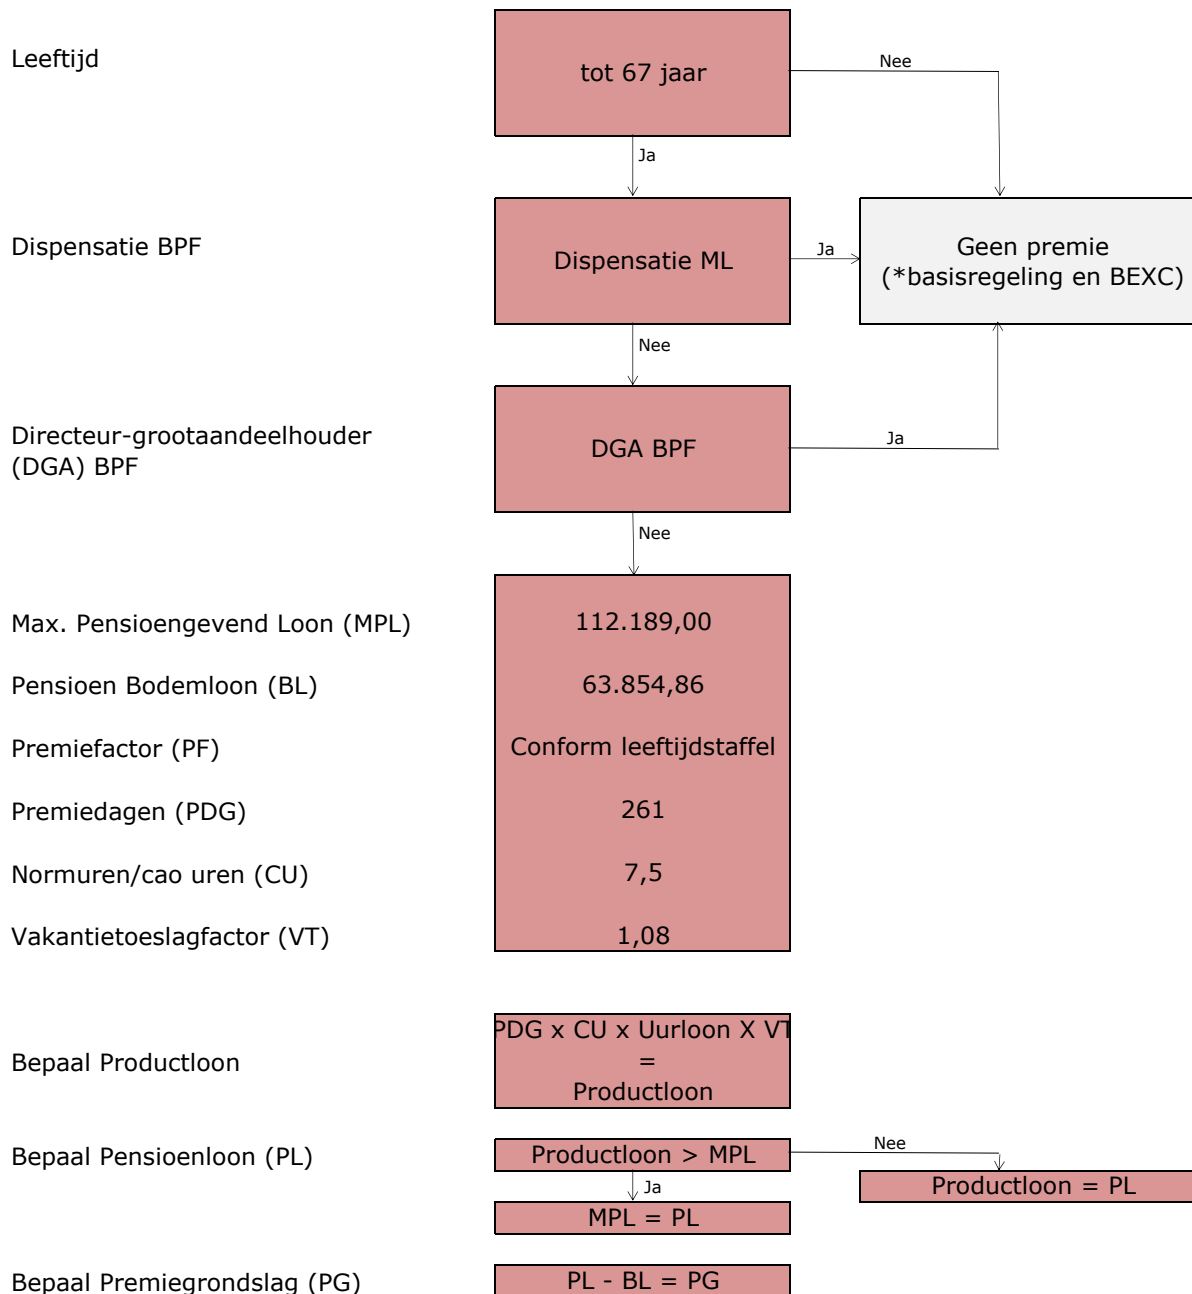 Leeftijd
tot 67 jaar
Nee
Ja
Dispensatie BPF
Dispensatie ML
Ja
Geen premie
(*basisregeling en BEXC)
Nee
Directeur-grootaandeelhouder
(DGA) BPF
DGA BPF
Ja
Nee
Max. Pensioengevend Loon (MPL)
112.189,00
Pensioen Bodemloon (BL)
63.854,86
Premiefactor (PF)
Conform leeftijdstaffel
Premiedagen (PDG)
261
Normuren/cao uren (CU)
7,5
Vakantietoeslagfactor (VT)
1,08
Bepaal Productloon
PDG x CU x Uurloon X VT
=
Productloon
Bepaal Pensioenloon (PL)
Productloon > MPL
Nee
Ja
Productloon = PL
MPL = PL
Bepaal Premiegrondslag (PG)
PL - BL = PG